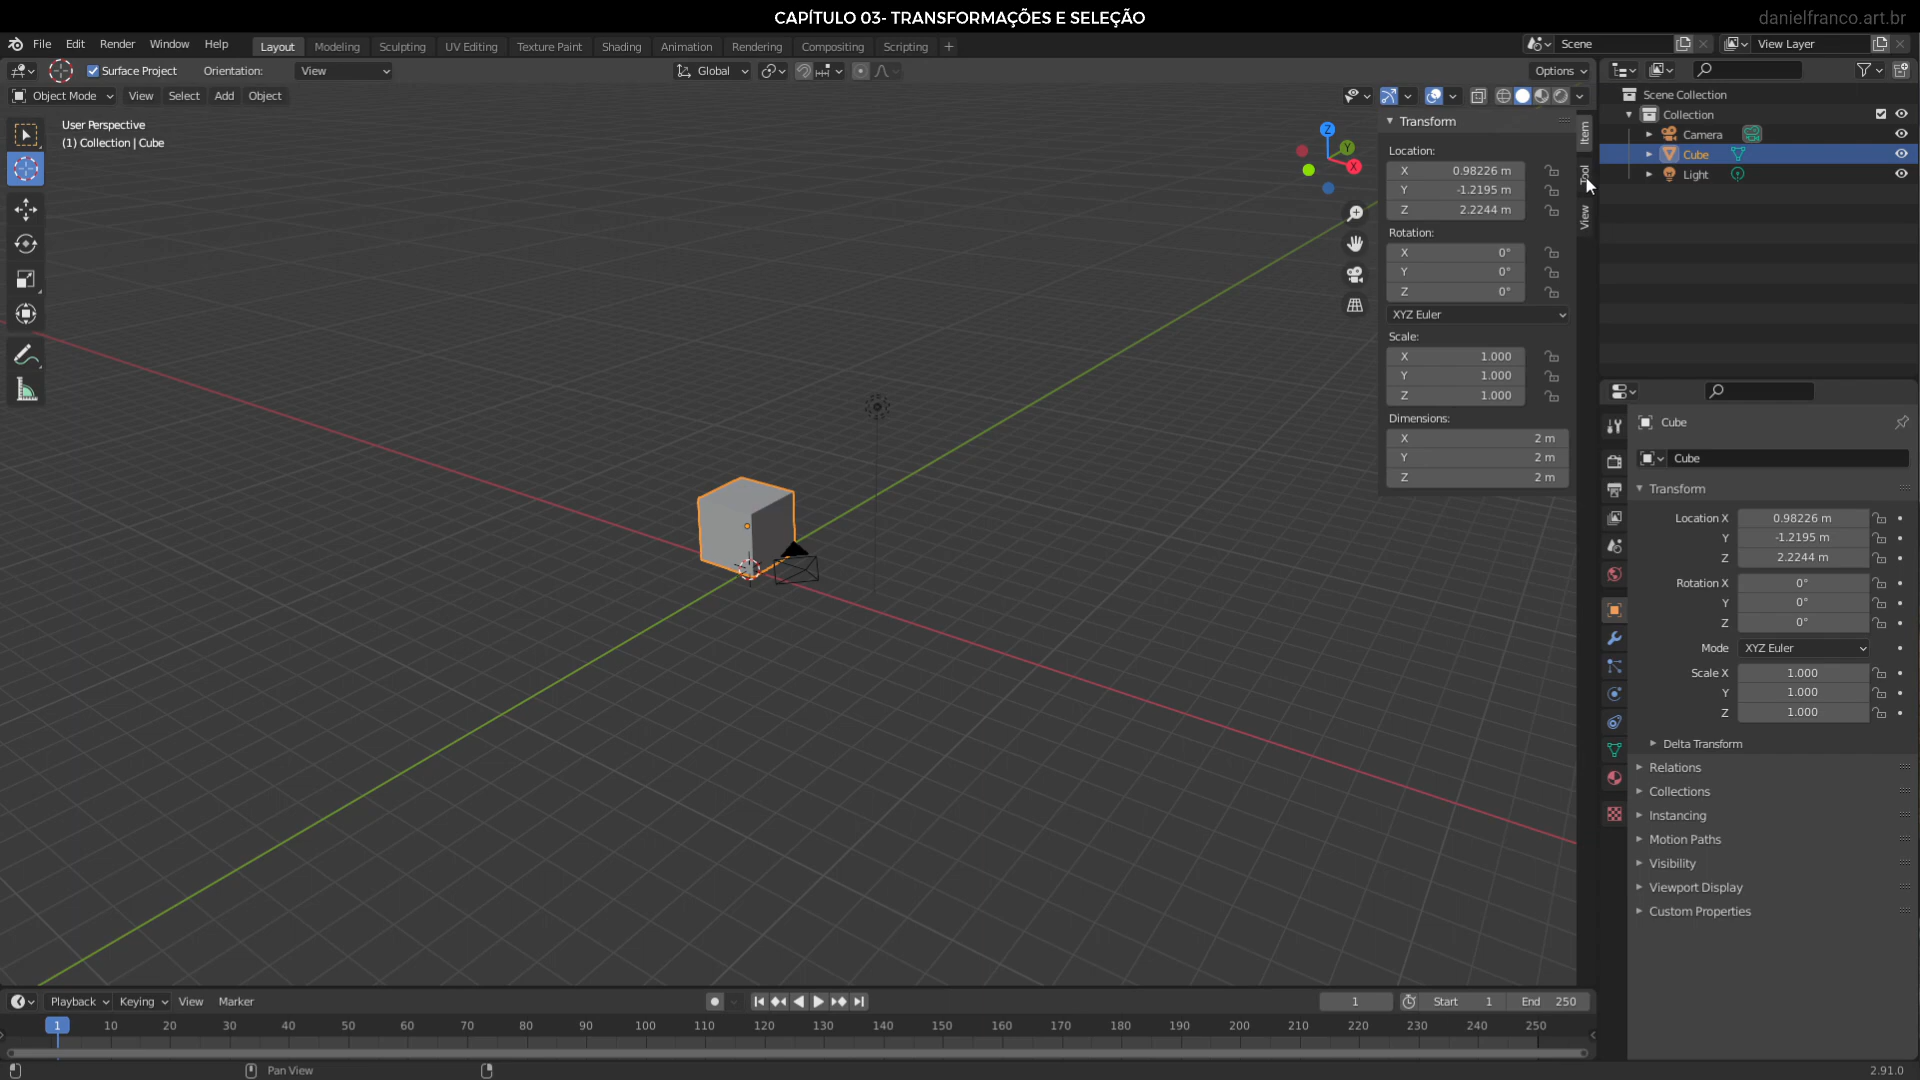 CAPÍTULO 03- TRANSFORMAÇÕES E SELEÇÃO
danielfranco.art.br
File Edit Render Window Help Layout Modeling Sculpting UV Editing Texture Paint Shading Animation Rendering Compositing Scripting + Scene View Layer
Surface Project Orientation: View Global Options
Object Mode View Select Add Object
User Perspective
(1) Collection | Cube
Z
Y
X
Transform
Location:
X 0.98226 m
Y -1.2195 m
Z 2.2244 m
Rotation:
X 0°
Y 0°
Z 0°
XYZ Euler
Scale:
X 1.000
Y 1.000
Z 1.000
Dimensions:
X 2 m
Y 2 m
Z 2 m
Item
Tool
View
Scene Collection
Collection
Camera
Cube
Light
Cube
Cube
Transform
Location X 0.98226 m
Y -1.2195 m
Z 2.2244 m
Rotation X 0°
Y 0°
Z 0°
Mode XYZ Euler
Scale X 1.000
Y 1.000
Z 1.000
Delta Transform
Relations
Collections
Instancing
Motion Paths
Visibility
Viewport Display
Custom Properties
Playback Keying View Marker 1 Start 1 End 250
1 10 20 30 40 50 60 70 80 90 100 110 120 130 140 150 160 170 180 190 200 210 220 230 240 250
Pan View 2.91.0